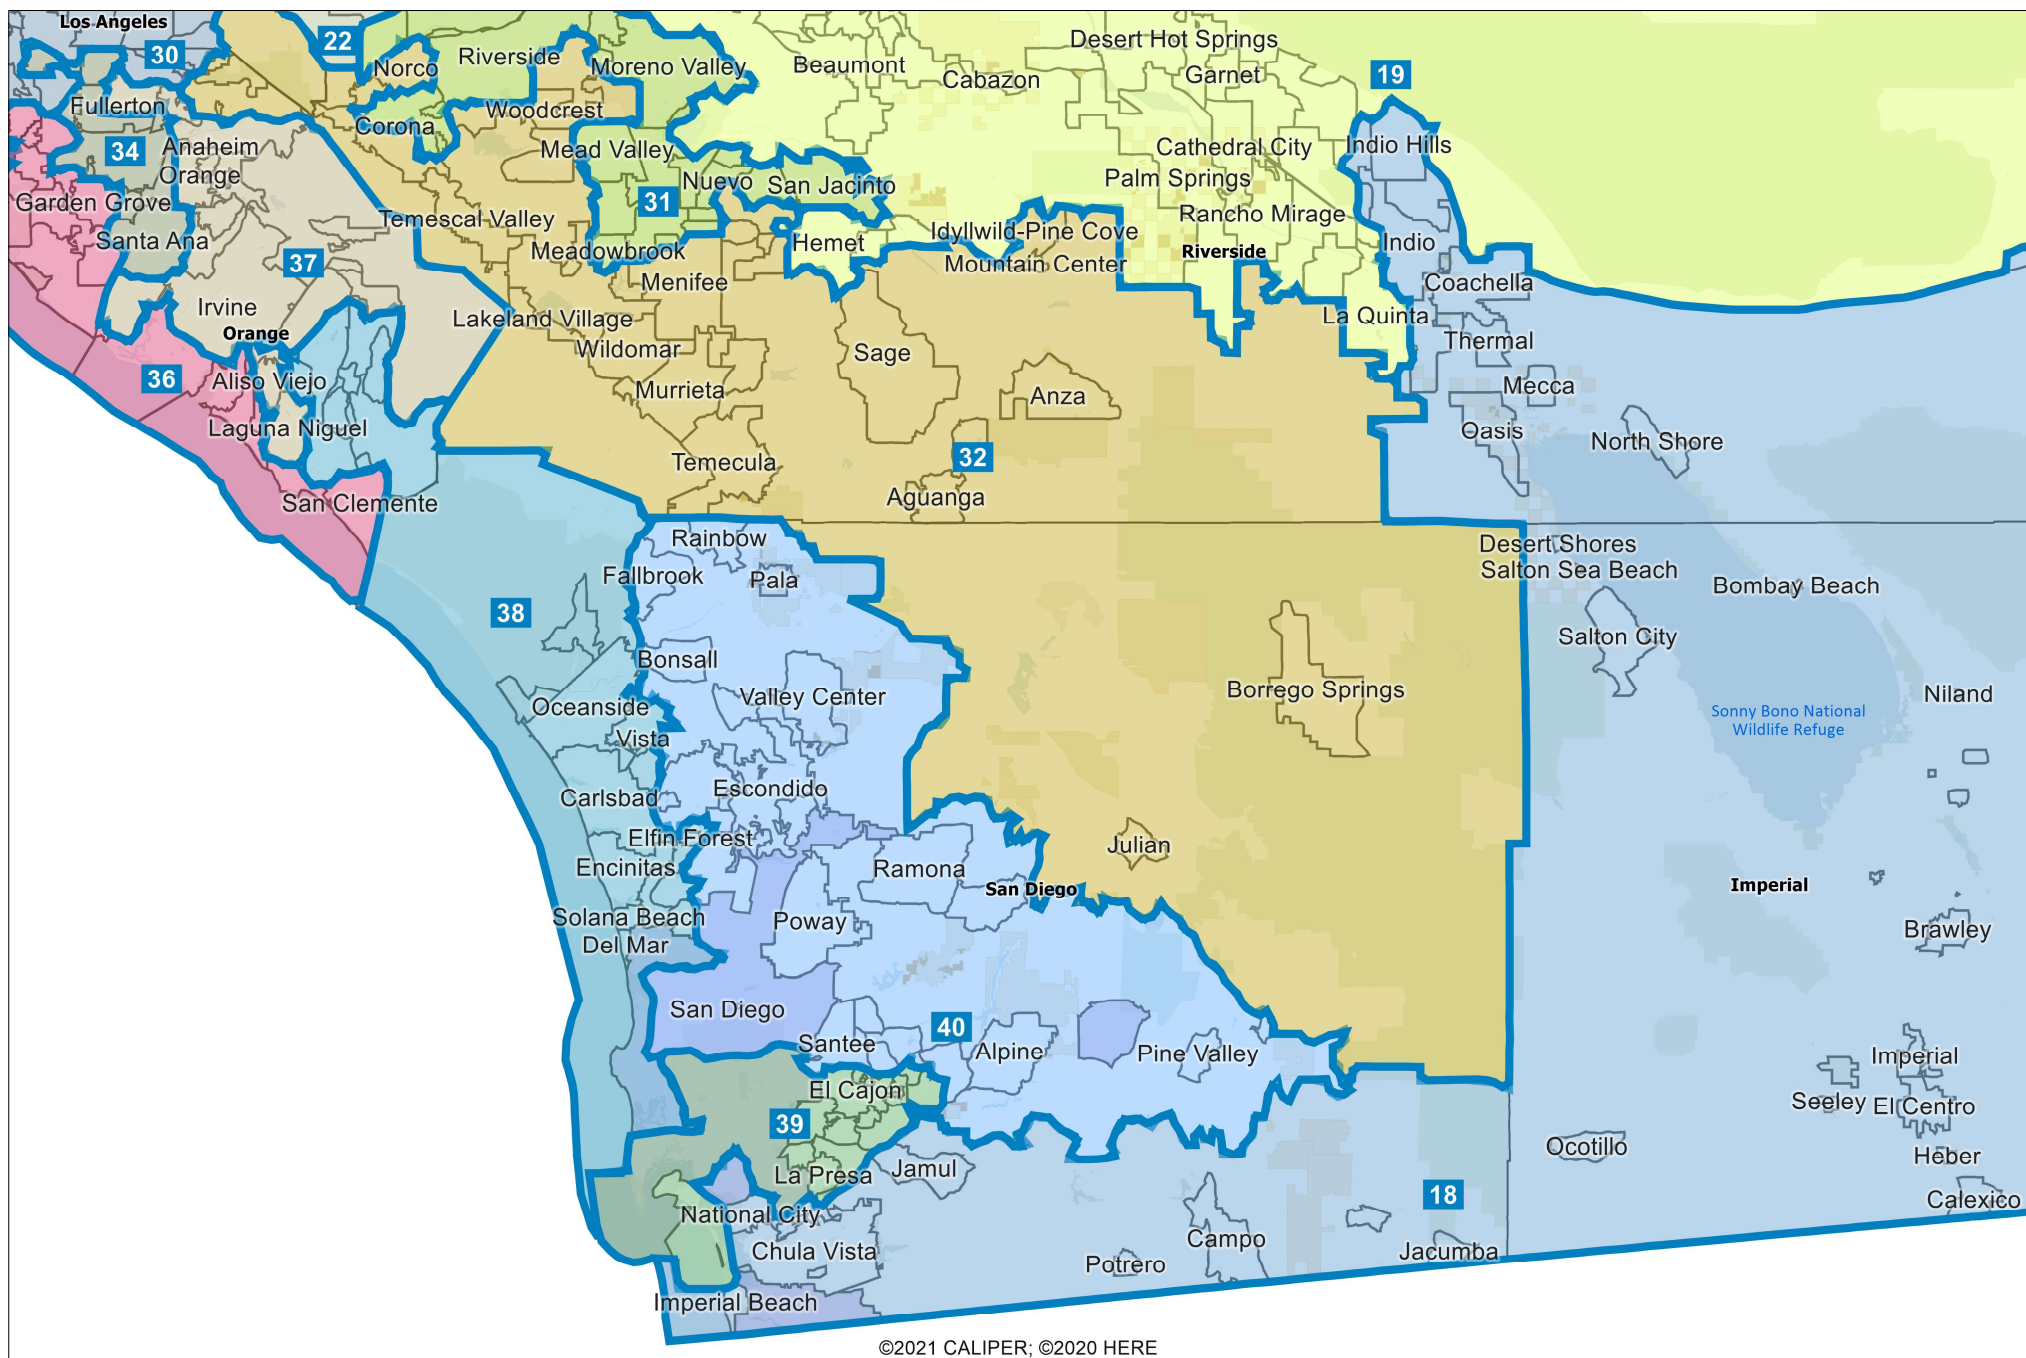 Los Angeles
30
22
Norco
Riverside
Moreno Valley
Beaumont
Cabazon
Desert Hot Springs
Garnet
19
Fullerton
Corona
Woodcrest
34
Anaheim
Orange
Mead Valley
Cathedral City
Indio Hills
Garden Grove
Nuevo
San Jacinto
Palm Springs
31
Santa Ana
Temescal Valley
Rancho Mirage
37
Meadowbrook
Hemet
Idyllwild-Pine Cove
Riverside
Indio
Mountain Center
Menifee
Coachella
Irvine
Orange
Lakeland Village
La Quinta
Wildomar
Sage
Thermal
36
Aliso Viejo
Murrieta
Anza
Mecca
Laguna Niguel
Oasis
North Shore
Temecula
32
San Clemente
Aguanga
Rainbow
Desert Shores
Fallbrook
Pala
Salton Sea Beach
Bombay Beach
38
Salton City
Bonsall
Valley Center
Borrego Springs
Niland
Oceanside
Sonny Bono National
Wildlife Refuge
Vista
Escondido
Carlsbad
Elfin Forest
Julian
Encinitas
Ramona
San Diego
Imperial
Solana Beach
Poway
Del Mar
Brawley
San Diego
40
Santee
Alpine
Pine Valley
Imperial
El Cajon
Seeley
El Centro
39
Ocotillo
Heber
La Presa
Jamul
18
Calexico
National City
Chula Vista
Campo
Jacumba
Potrero
Imperial Beach
©2021 CALIPER; ©2020 HERE